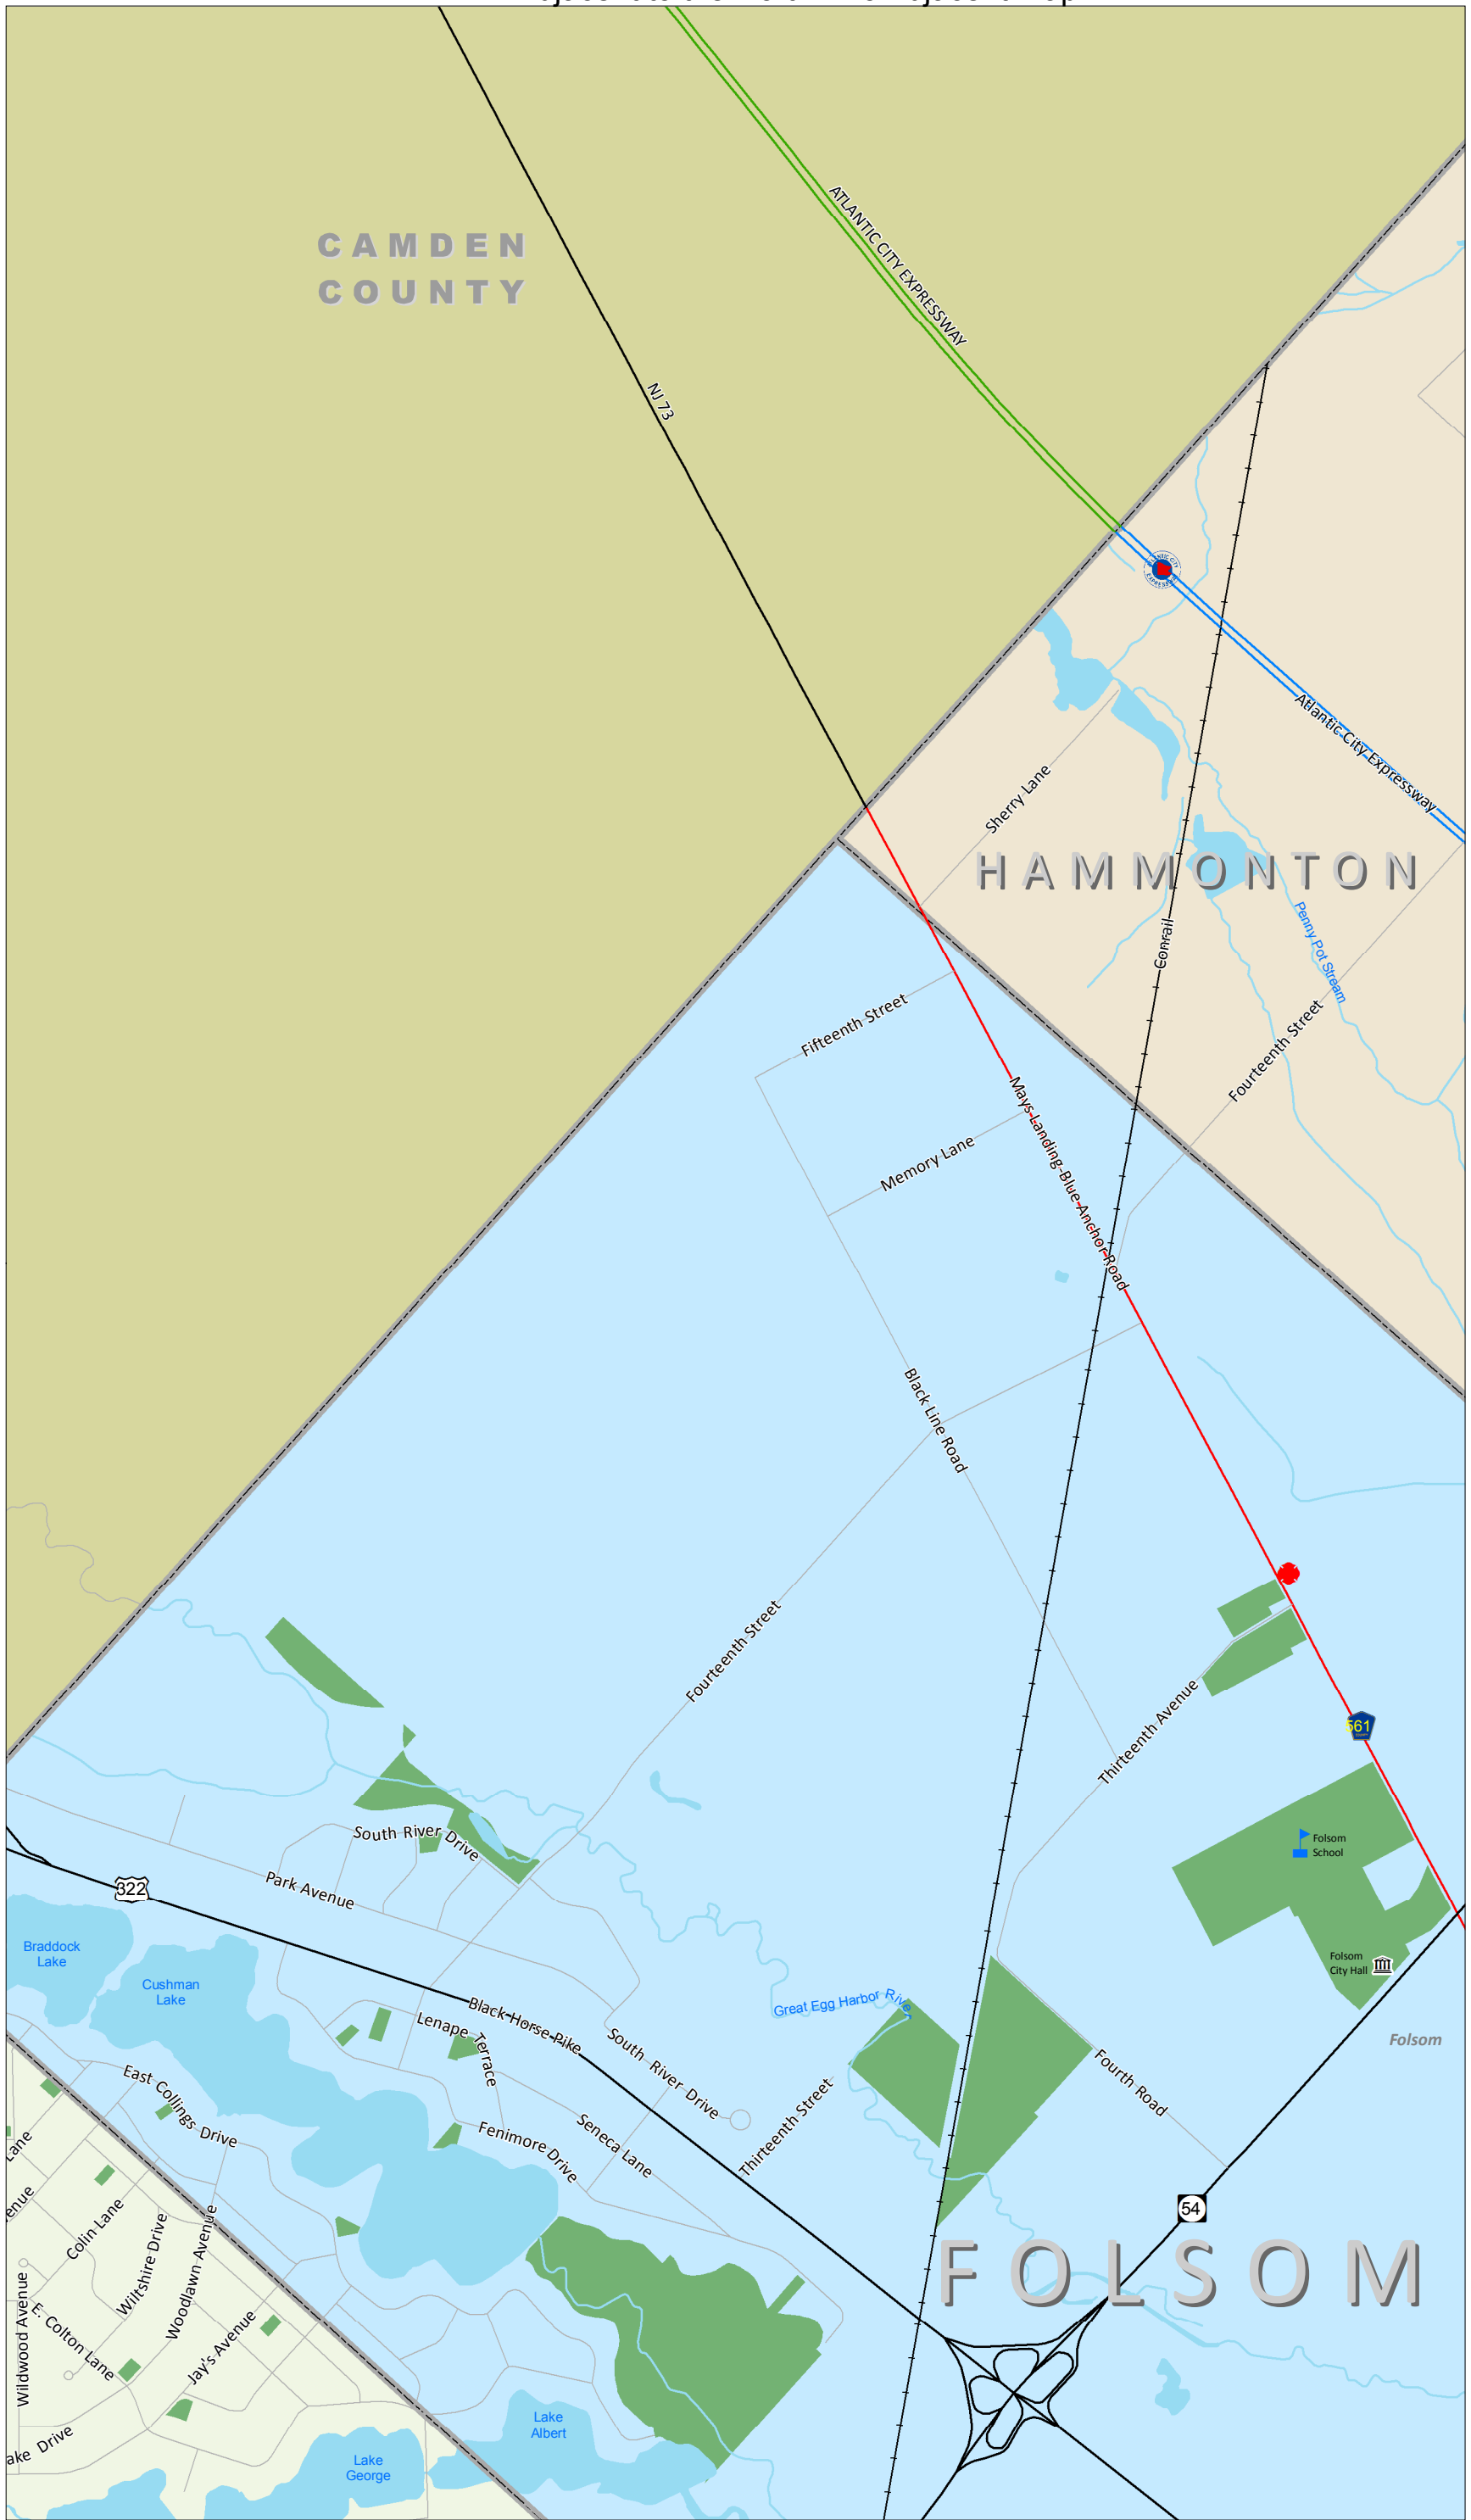 CAMDEN
COUNTY
ATLANTIC CITY EXPRESSWAY
NJ 73
Atlantic City Expressway
Sherry Lane
HAMMONTON
Penny Pot Stream
Conrail
Fifteenth Street
Fourteenth Street
Mays Landing-Blue Anchor Road
Memory Lane
Black Line Road
Fourteenth Street
Thirteenth Avenue
561
South River Drive
Folsom
School
Park Avenue
322
Braddock
Lake
Cushman
Lake
Folsom
City Hall
Great Egg Harbor River
Black Horse Pike
Lenape Terrace
South River Drive
Folsom
Fourth Road
East Collings Drive
Thirteenth Street
Seneca Lane
Fenimore Drive
Lane
enue
Colin Lane
54
Wiltshire Drive
Woodlawn Avenue
FOLSOM
Wildwood Avenue
E. Colton Lane
Jay's Avenue
Lake
Albert
ake Drive
Lake
George